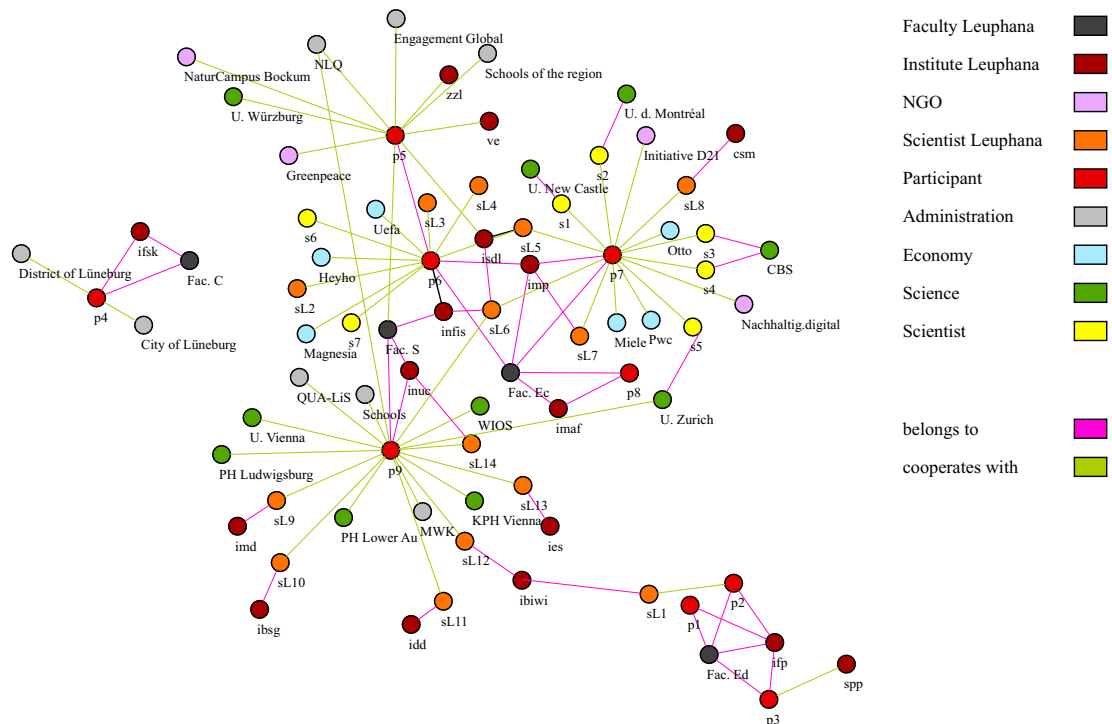 Engagement Global
NLQ
Schools of the region
NaturCampus Bockum
zzl
U. Würzburg
ve
p5
Greenpeace
U. d. Montréal
Initiative D21
csm
s2
U. New Castle
sL8
s1
sL4
sL3
Uefa
s6
sL5
isdl
Otto
s3
CBS
ifsk
District of Lüneburg
Fac. C
Heyho
p6
imp
p7
s4
p4
sL2
City of Lüneburg
Magnesia
s7
infis
sL6
Nachhaltig.digital
Miele
Pwc
s5
sL7
Fac. S
inuc
Fac. Ec
p8
QUA-LiS
Schools
imaf
U. Zurich
WIOS
U. Vienna
sL14
p9
PH Ludwigsburg
sL13
KPH Vienna
sL9
imd
PH Lower Au
MWK
ies
sL12
sL10
ibiwi
ibsg
sL11
idd
sL1
p2
p1
ifp
Fac. Ed
spp
p3
Faculty Leuphana
Institute Leuphana
NGO
Scientist Leuphana
Participant
Administration
Economy
Science
Scientist
belongs to
cooperates with